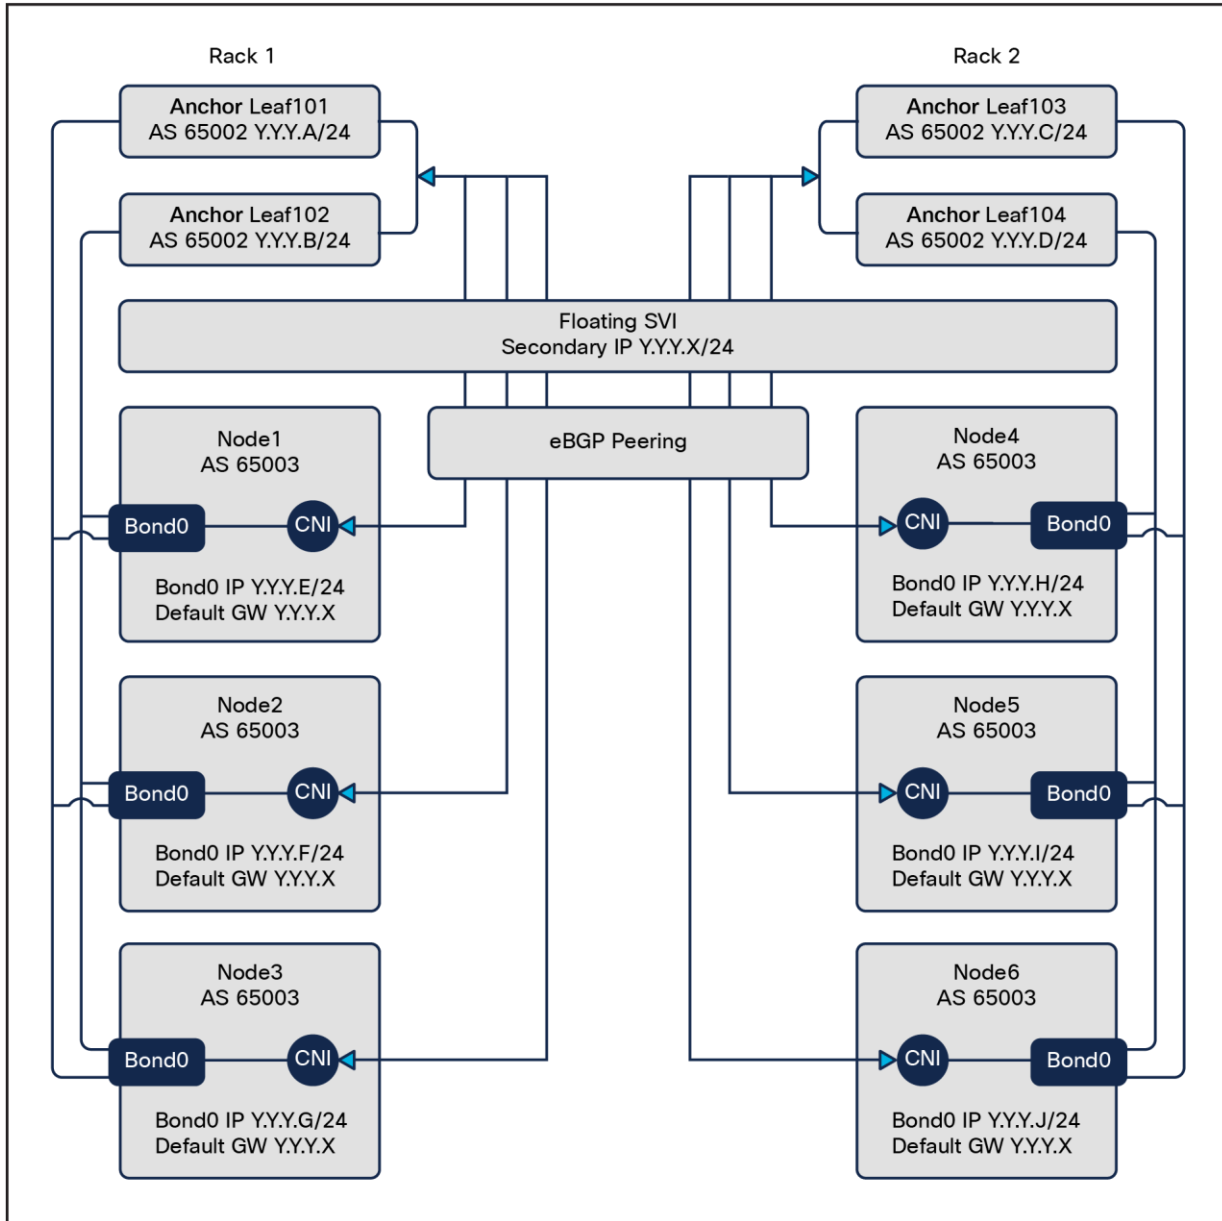 Rack 1
Rack 2
Anchor Leaf101
AS 65002 Y.Y.Y.A/24
Anchor Leaf103
AS 65002 Y.Y.Y.C/24
Anchor Leaf102
AS 65002 Y.Y.Y.B/24
Anchor Leaf104
AS 65002 Y.Y.Y.D/24
Floating SVI
Secondary IP Y.Y.Y.X/24
eBGP Peering
Node1
AS 65003
Bond0
CNI
Bond0 IP Y.Y.Y.E/24
Default GW Y.Y.Y.X
Node4
AS 65003
CNI
Bond0
Bond0 IP Y.Y.Y.H/24
Default GW Y.Y.Y.X
Node2
AS 65003
Bond0
CNI
Bond0 IP Y.Y.Y.F/24
Default GW Y.Y.Y.X
Node5
AS 65003
CNI
Bond0
Bond0 IP Y.Y.Y.I/24
Default GW Y.Y.Y.X
Node3
AS 65003
Bond0
CNI
Bond0 IP Y.Y.Y.G/24
Default GW Y.Y.Y.X
Node6
AS 65003
CNI
Bond0
Bond0 IP Y.Y.Y.J/24
Default GW Y.Y.Y.X